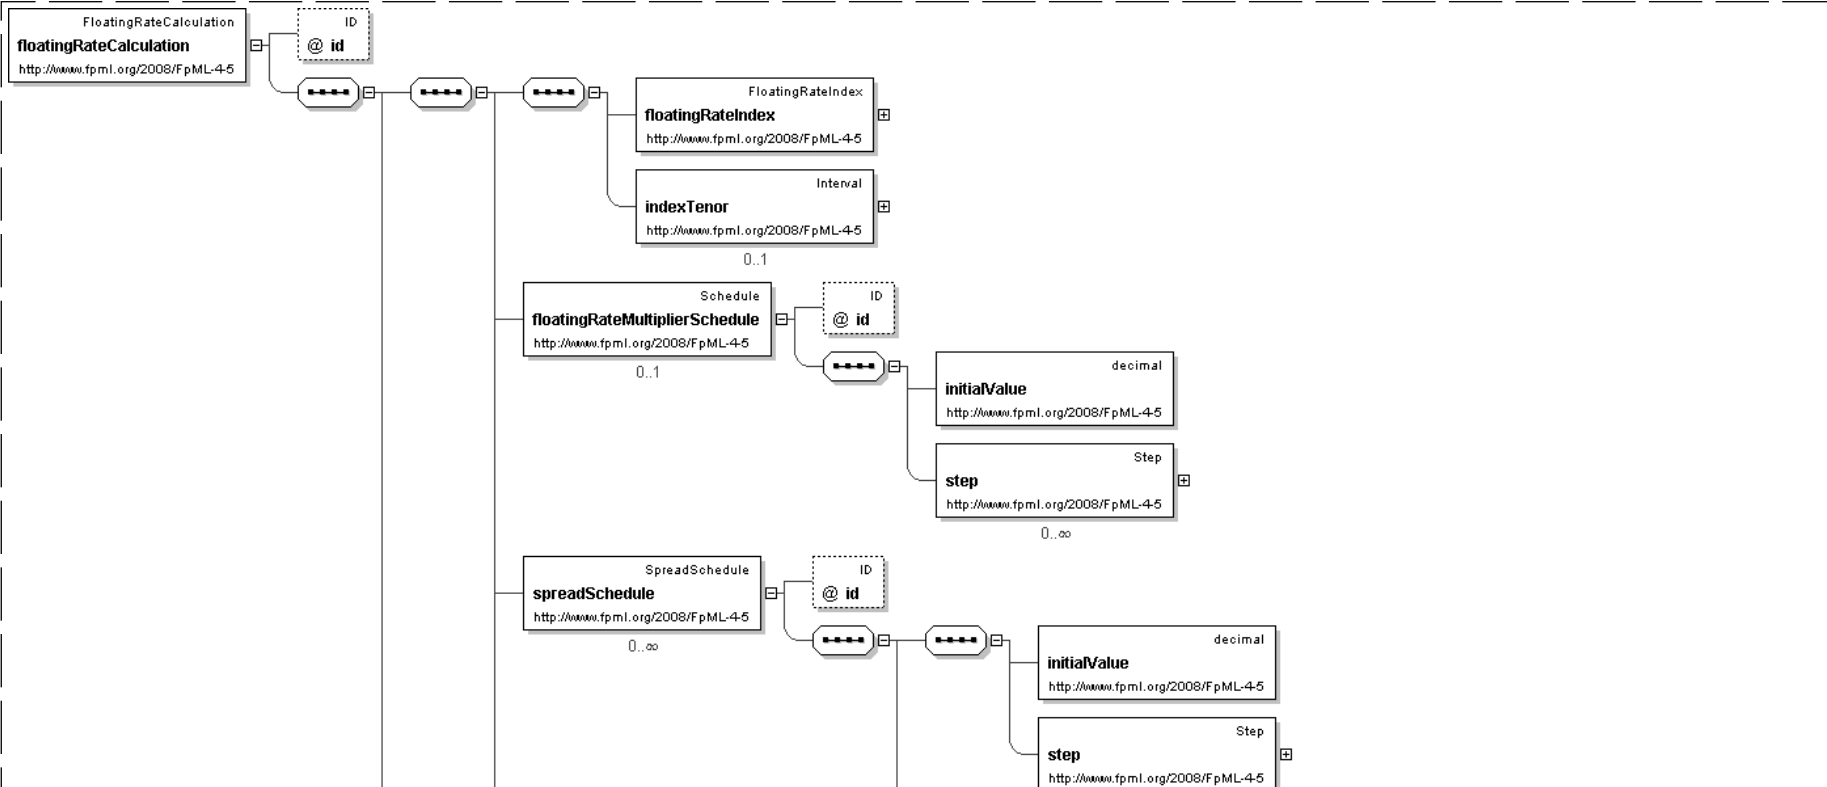 FloatingRateCalculation
floatingRateCalculation
http://www.fpml.org/2008/FpML-4-5
ID
@ id
FloatingRateIndex
floatingRateIndex
http://www.fpml.org/2008/FpML-4-5
Interval
indexTenor
http://www.fpml.org/2008/FpML-4-5
0..1
Schedule
floatingRateMultiplierSchedule
http://www.fpml.org/2008/FpML-4-5
0..1
ID
@ id
decimal
initialValue
http://www.fpml.org/2008/FpML-4-5
Step
step
http://www.fpml.org/2008/FpML-4-5
0..∞
SpreadSchedule
spreadSchedule
http://www.fpml.org/2008/FpML-4-5
0..∞
ID
@ id
decimal
initialValue
http://www.fpml.org/2008/FpML-4-5
Step
step
http://www.fpml.org/2008/FpML-4-5